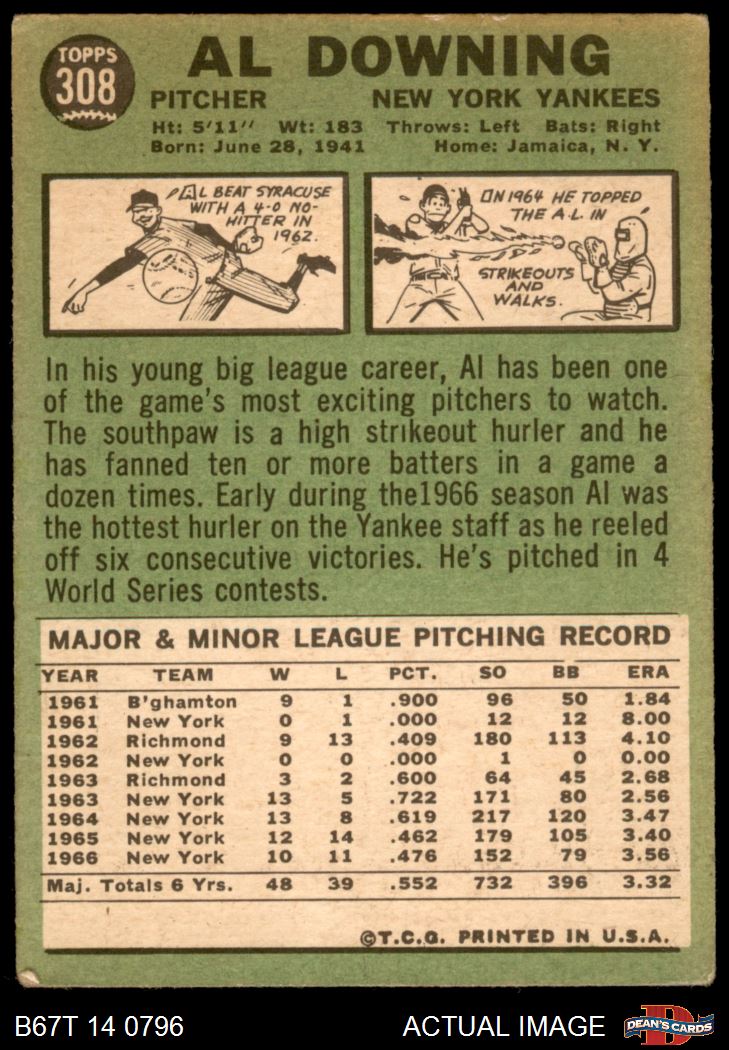 TOPPS
308
AL DOWNING
PITCHER NEW YORK YANKEES
Ht: 5'11" Wt: 183 Throws: Left Bats: Right
Born: June 28, 1941 Home: Jamaica, N. Y.
AL BEAT SYRACUSE
WITH A 4-0 NO-
HITTER IN
1962.
IN 1964 HE TOPPED
THE A.L. IN
STRIKEOUTS
AND
WALKS.
In his young big league career, Al has been one
of the game's most exciting pitchers to watch.
The southpaw is a high strikeout hurler and he
has fanned ten or more batters in a game a
dozen times. Early during the1966 season Al was
the hottest hurler on the Yankee staff as he reeled
off six consecutive victories. He's pitched in 4
World Series contests.
MAJOR & MINOR LEAGUE PITCHING RECORD
YEAR TEAM W L PCT. SO BB ERA
1961 B'ghamton 9 1 .900 96 50 1.84
1961 New York 0 1 .000 12 12 8.00
1962 Richmond 9 13 .409 180 113 4.10
1962 New York 0 0 .000 1 0 0.00
1963 Richmond 3 2 .600 64 45 2.68
1963 New York 13 5 .722 171 80 2.56
1964 New York 13 8 .619 217 120 3.47
1965 New York 12 14 .462 179 105 3.40
1966 New York 10 11 .476 152 79 3.56
Maj. Totals 6 Yrs. 48 39 .552 732 396 3.32
©T.C.G. PRINTED IN U.S.A.
B67T 14 0796 ACTUAL IMAGE
D
DEAN'S CARDS